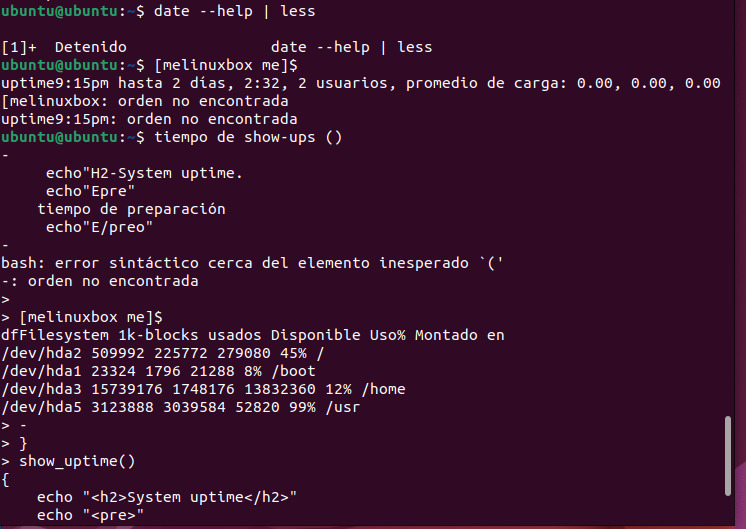 ubuntu@ubuntu:~$ date --help | less
[1]+  Detenido                date --help | less
ubuntu@ubuntu:~$ [melinuxbox me]$
uptime9:15pm hasta 2 días, 2:32, 2 usuarios, promedio de carga: 0.00, 0.00, 0.00
[melinuxbox: orden no encontrada
uptime9:15pm: orden no encontrada
ubuntu@ubuntu:~$ tiempo de show-ups ()
-
     echo"H2-System uptime.
     echo"Epre"
    tiempo de preparación
     echo"E/preo"
-
bash: error sintáctico cerca del elemento inesperado `('
-: orden no encontrada
>
> [melinuxbox me]$
dfFilesystem 1k-blocks usados Disponible Uso% Montado en
/dev/hda2 509992 225772 279080 45% /
/dev/hda1 23324 1796 21288 8% /boot
/dev/hda3 15739176 1748176 13832360 12% /home
/dev/hda5 3123888 3039584 52820 99% /usr
> -
> }
> show_uptime()
{
    echo "<h2>System uptime</h2>"
    echo "<pre>"